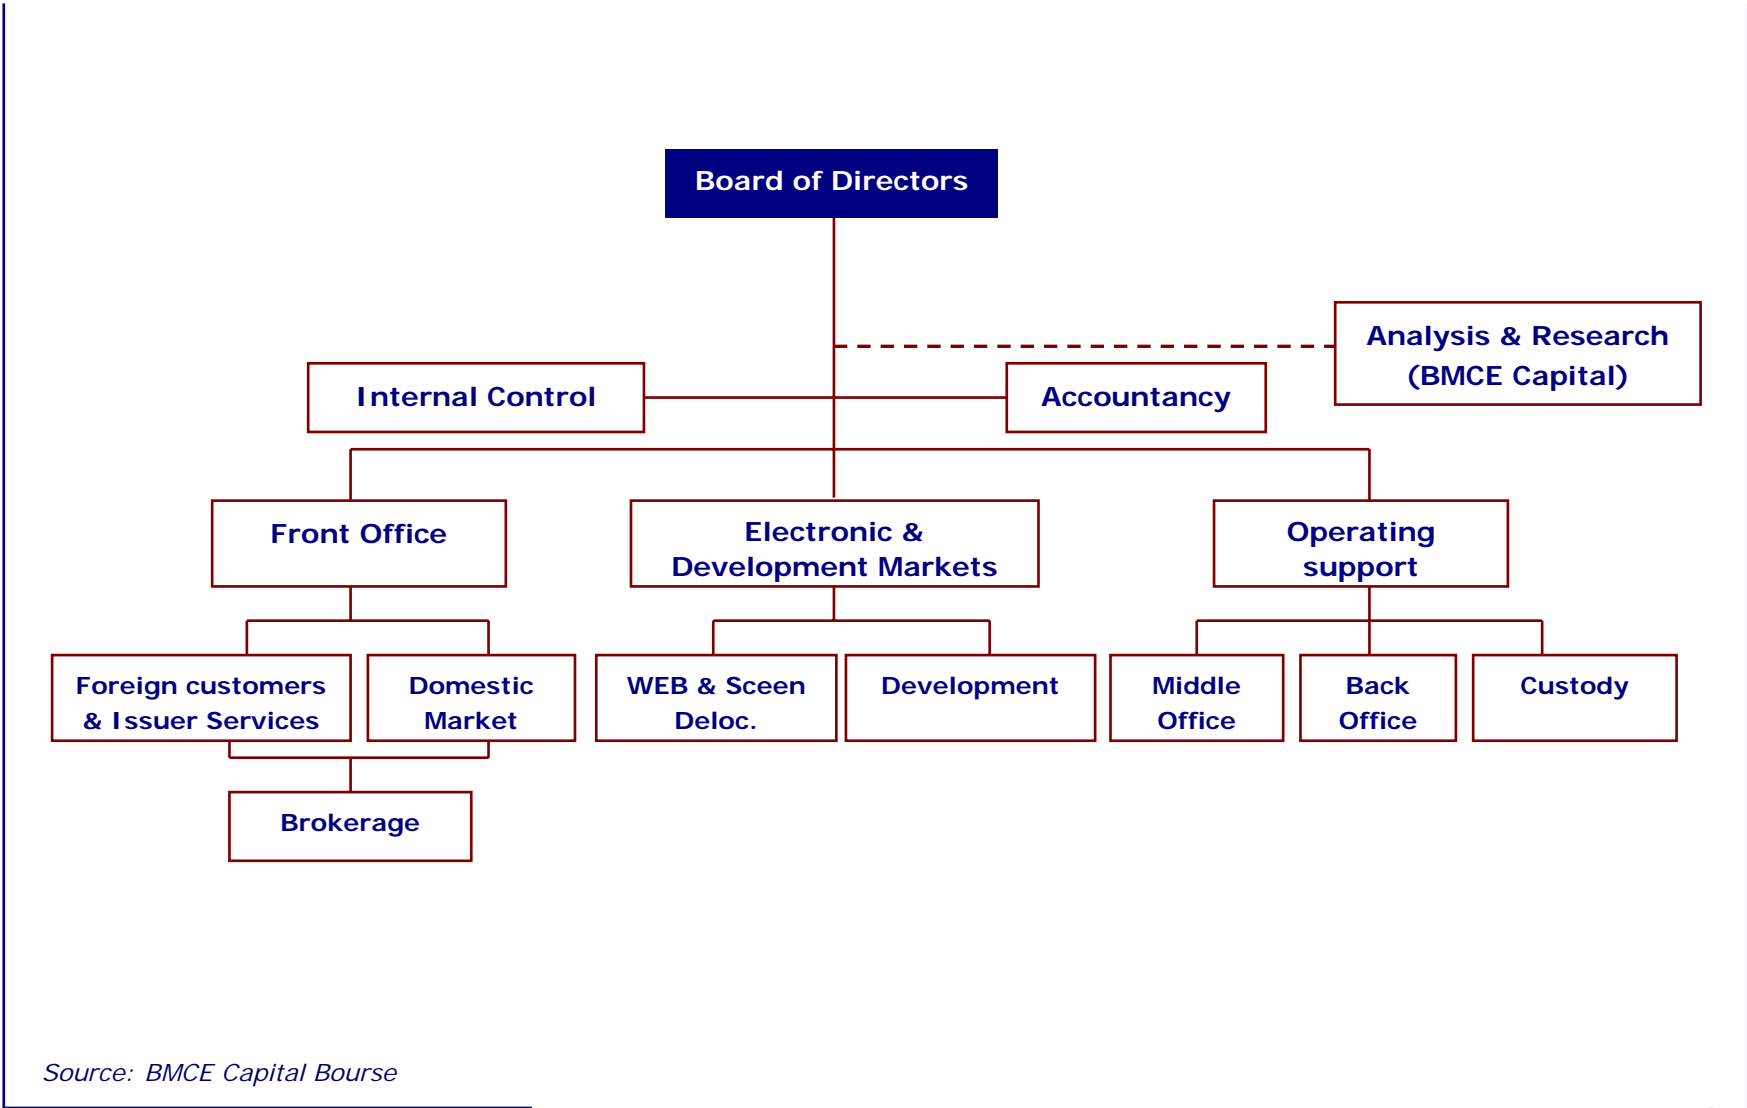 Board of Directors
Analysis & Research
(BMCE Capital)
Internal Control
Accountancy
Front Office
Electronic &
Development Markets
Operating
support
Foreign customers
& Issuer Services
Domestic
Market
WEB & Sceen
Deloc.
Development
Middle
Office
Back
Office
Custody
Brokerage
Source: BMCE Capital Bourse